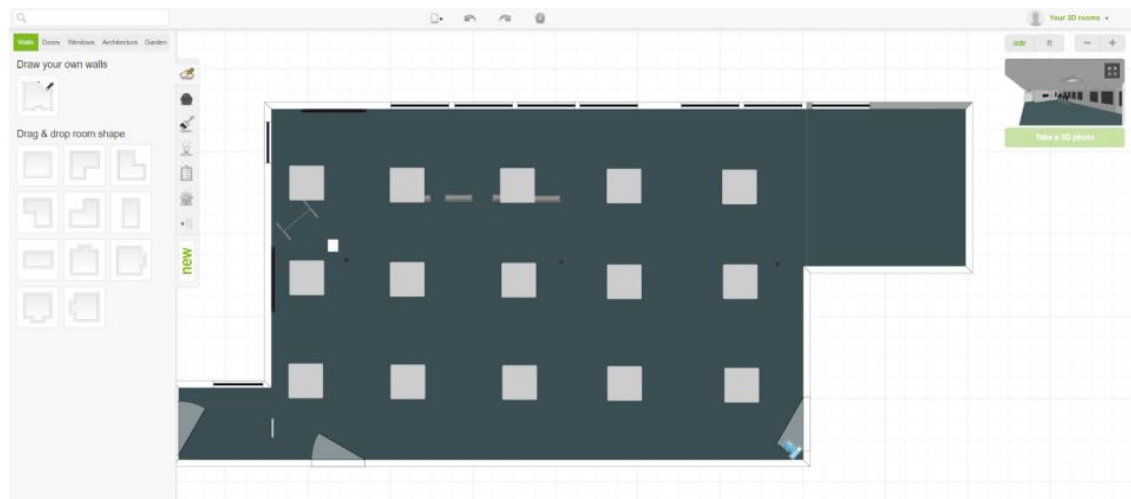 Your 3D rooms
Walls Doors Windows Architecture Garden
mtr ft
Draw your own walls
Drag & drop room shape
Take a 3D photo
new